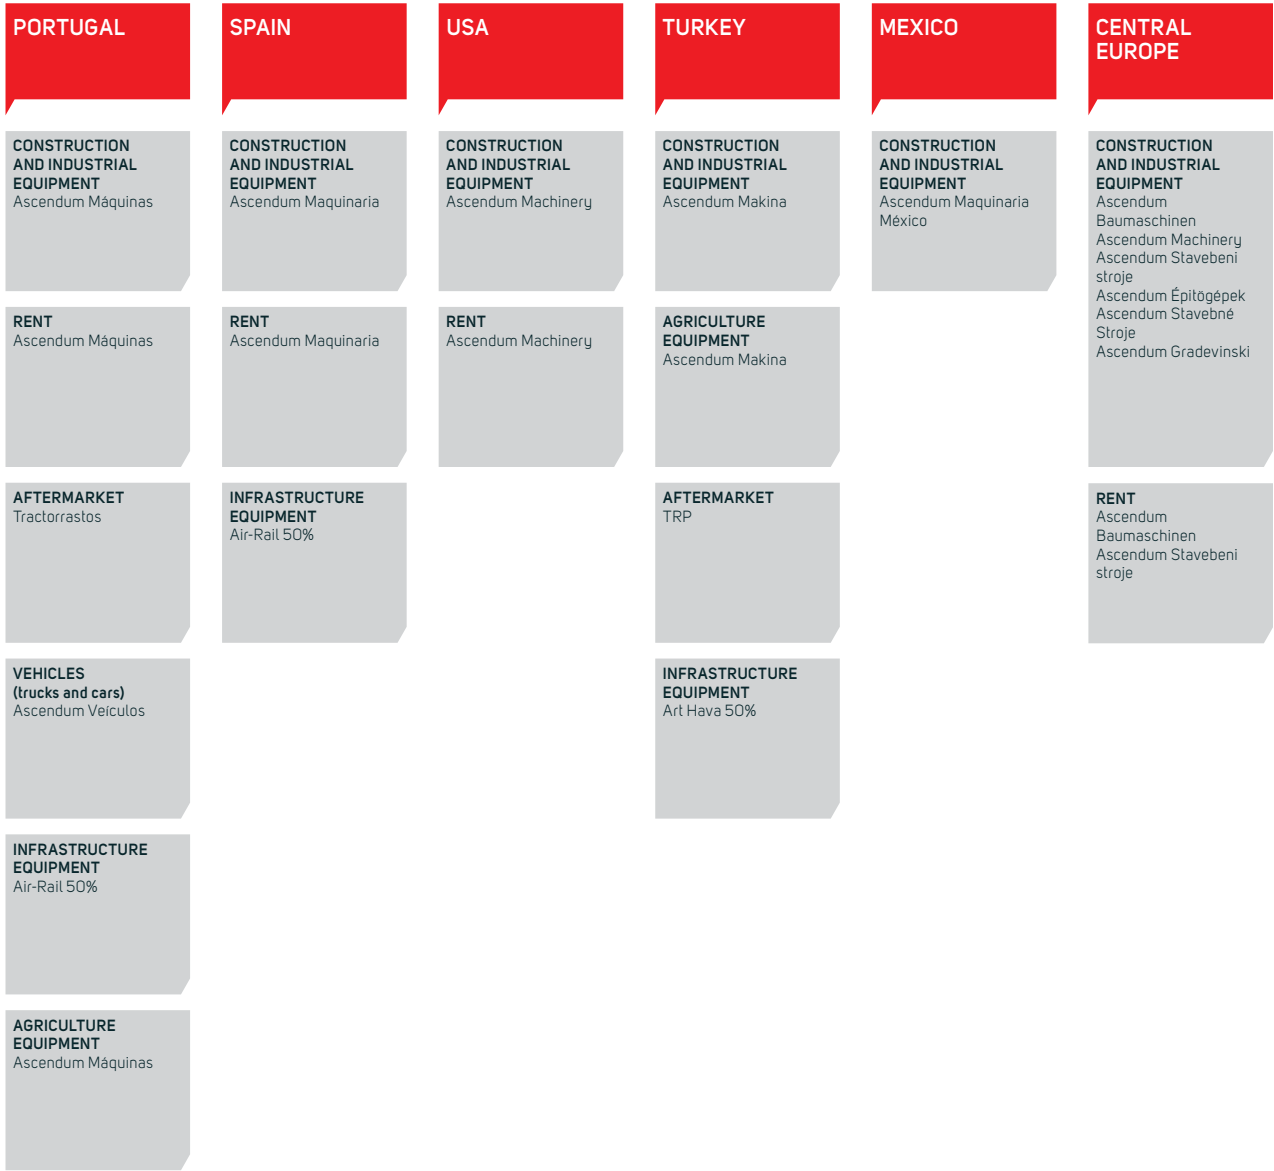 PORTUGAL
CONSTRUCTION
AND INDUSTRIAL
EQUIPMENT
Ascendum Máquinas
RENT
Ascendum Máquinas
AFTERMARKET
Tractorrastos
VEHICLES
(trucks and cars)
Ascendum Veículos
INFRASTRUCTURE
EQUIPMENT
Air-Rail 50%
AGRICULTURE
EQUIPMENT
Ascendum Máquinas
SPAIN
CONSTRUCTION
AND INDUSTRIAL
EQUIPMENT
Ascendum Maquinaria
RENT
Ascendum Maquinaria
INFRASTRUCTURE
EQUIPMENT
Air-Rail 50%
USA
CONSTRUCTION
AND INDUSTRIAL
EQUIPMENT
Ascendum Machinery
RENT
Ascendum Machinery
TURKEY
CONSTRUCTION
AND INDUSTRIAL
EQUIPMENT
Ascendum Makina
AGRICULTURE
EQUIPMENT
Ascendum Makina
AFTERMARKET
TRP
INFRASTRUCTURE
EQUIPMENT
Art Hava 50%
MEXICO
CONSTRUCTION
AND INDUSTRIAL
EQUIPMENT
Ascendum Maquinaria
México
CENTRAL
EUROPE
CONSTRUCTION
AND INDUSTRIAL
EQUIPMENT
Ascendum
Baumaschinen
Ascendum Machinery
Ascendum Stavebeni
stroje
Ascendum Épitögépek
Ascendum Stavebné
Stroje
Ascendum Gradevinski
RENT
Ascendum
Baumaschinen
Ascendum Stavebeni
stroje